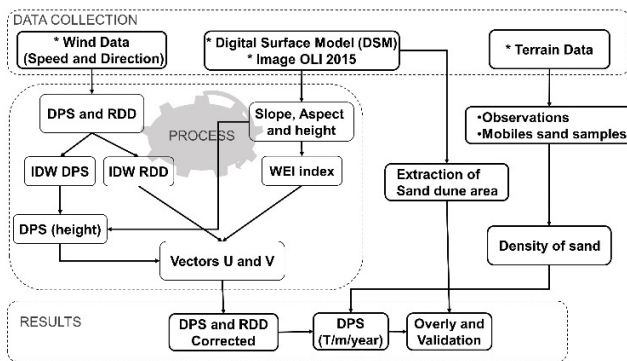 DATA COLLECTION
* Wind Data
(Speed and Direction)
* Digital Surface Model (DSM)
* Image OLI 2015
* Terrain Data
DPS and RDD
PROCESS
Slope, Aspect
and height
•Observations
•Mobiles sand samples
IDW DPS
IDW RDD
WEI index
Extraction of
Sand dune area
DPS (height)
Vectors U and V
Density of sand
RESULTS
DPS and RDD
Corrected
DPS
(T/m/year)
Overly and
Validation